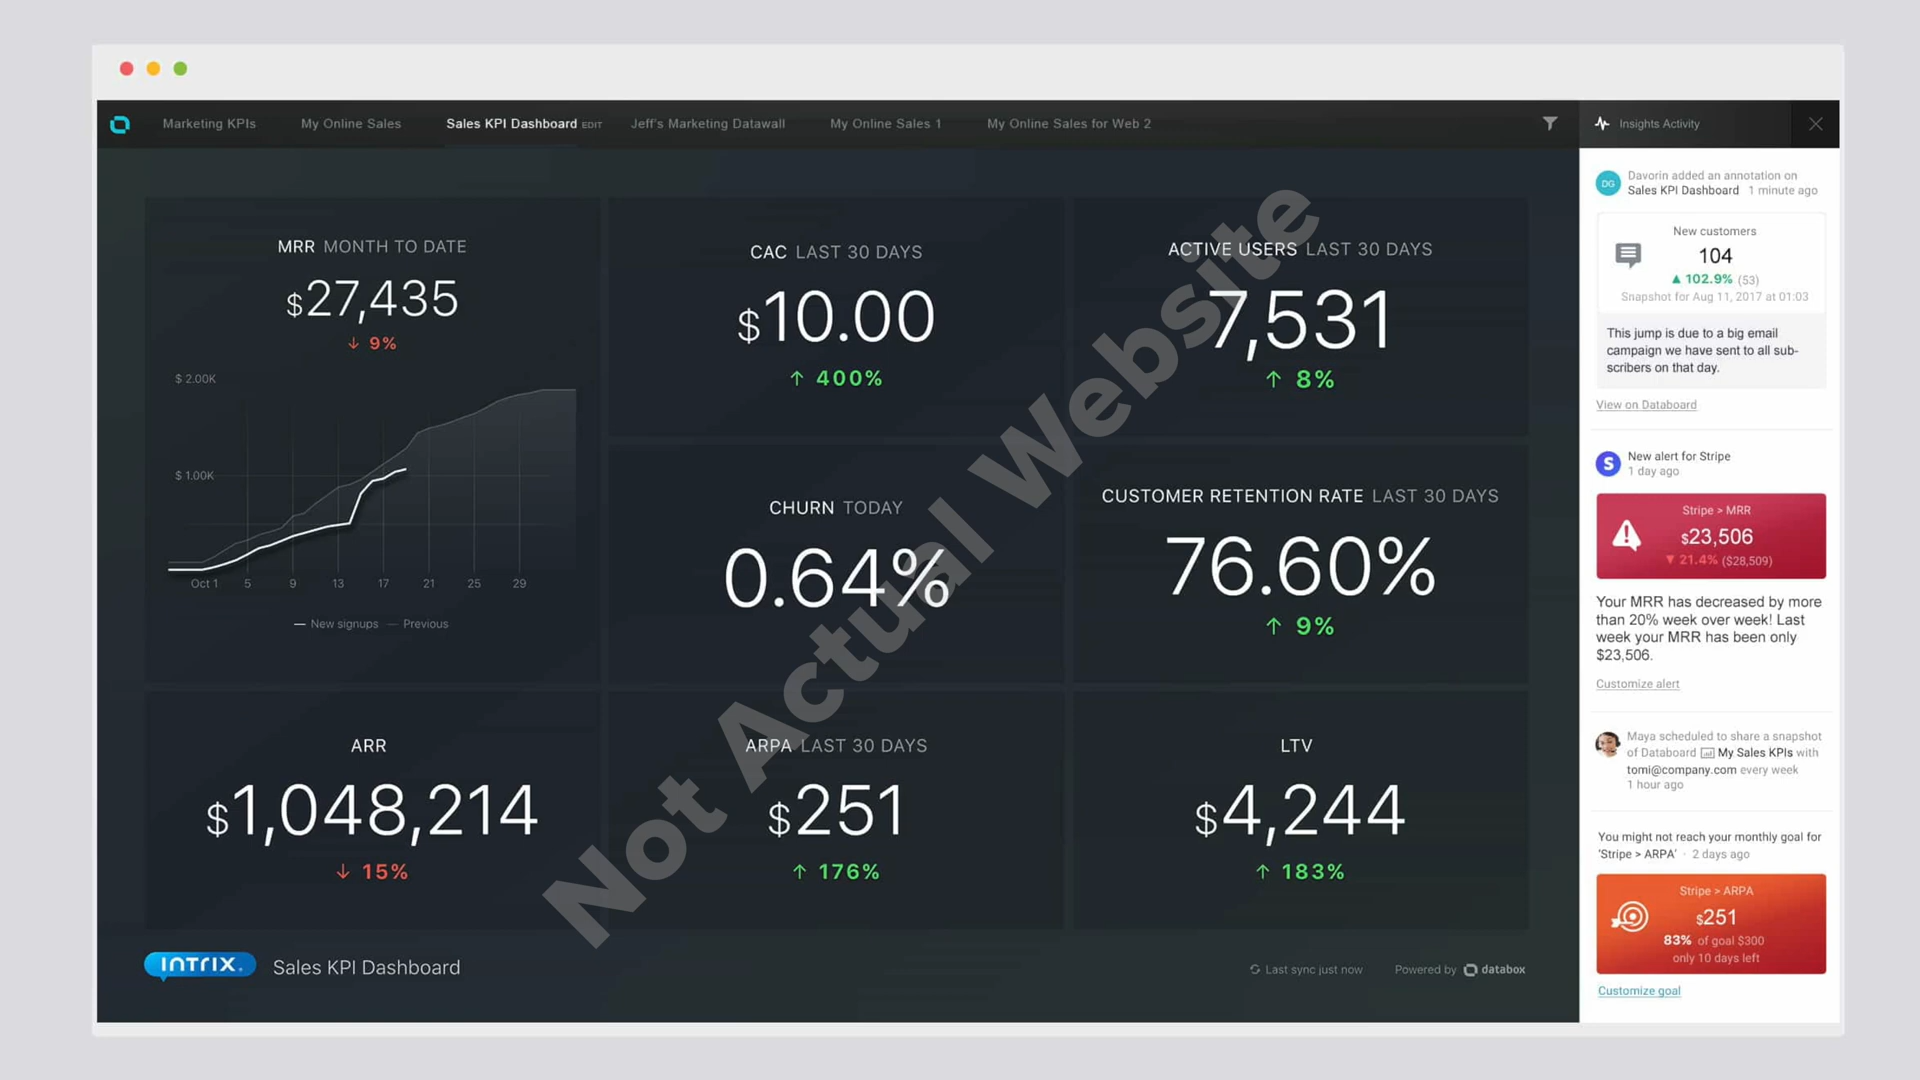 Marketing KPIs
My Online Sales
Sales KPI Dashboard EDIT
Jeff's Marketing Datawall
My Online Sales 1
My Online Sales for Web 2
Insights Activity
MRR MONTH TO DATE
$27,435
↓ 9%
$ 2.00K
$ 1.00K
Oct 1 5 9 13 17 21 25 29
New signups Previous
CAC LAST 30 DAYS
$10.00
↑ 400%
ACTIVE USERS LAST 30 DAYS
7,531
↑ 8%
CHURN TODAY
0.64%
CUSTOMER RETENTION RATE LAST 30 DAYS
76.60%
↑ 9%
ARR
$1,048,214
↓ 15%
ARPA LAST 30 DAYS
$251
↑ 176%
LTV
$4,244
↑ 183%
Not Actual Website
INTRIX.
Sales KPI Dashboard
Last sync just now
Powered by databox
DG
Davorin added an annotation on
Sales KPI Dashboard 1 minute ago
New customers
104
▲ 102.9% (53)
Snapshot for Aug 11, 2017 at 01:03
This jump is due to a big email
campaign we have sent to all sub-
scribers on that day.
View on Databoard
S
New alert for Stripe
1 day ago
Stripe > MRR
$23,506
▼ 21.4% ($28,509)
Your MRR has decreased by more
than 20% week over week! Last
week your MRR has been only
$23,506.
Customize alert
Maya scheduled to share a snapshot
of Databoard My Sales KPIs with
tomi@company.com every week
1 hour ago
You might not reach your monthly goal for
'Stripe > ARPA' · 2 days ago
Stripe > ARPA
$251
83% of goal $300
only 10 days left
Customize goal